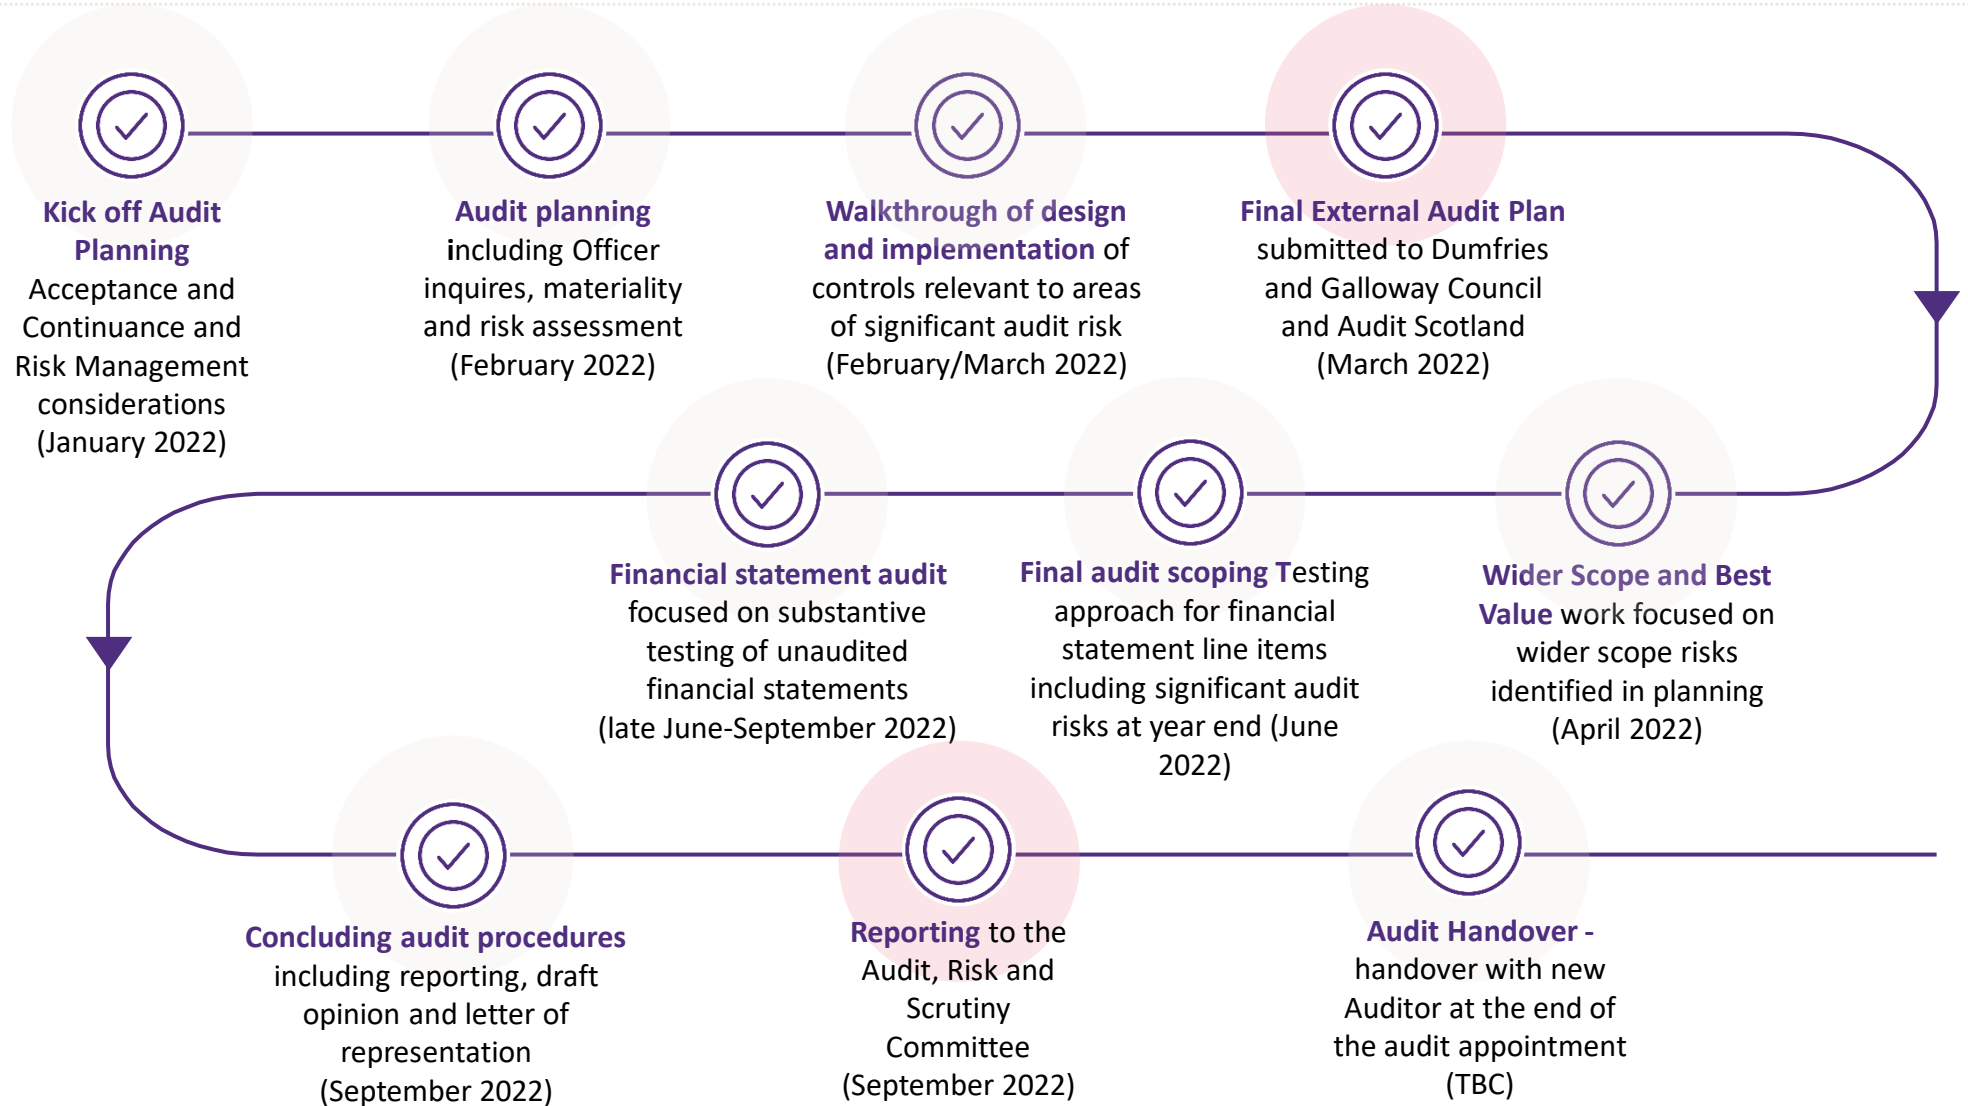 Kick off Audit
Planning
Acceptance and
Continuance and
Risk Management
considerations
(January 2022)
Audit planning
including Officer
inquires, materiality
and risk assessment
(February 2022)
Walkthrough of design
and implementation of
controls relevant to areas
of significant audit risk
(February/March 2022)
Final External Audit Plan
submitted to Dumfries
and Galloway Council
and Audit Scotland
(March 2022)
Wider Scope and Best
Value work focused on
wider scope risks
identified in planning
(April 2022)
Final audit scoping Testing
approach for financial
statement line items
including significant audit
risks at year end (June
2022)
Financial statement audit
focused on substantive
testing of unaudited
financial statements
(late June-September 2022)
Concluding audit procedures
including reporting, draft
opinion and letter of
representation
(September 2022)
Reporting to the
Audit, Risk and
Scrutiny
Committee
(September 2022)
Audit Handover -
handover with new
Auditor at the end of
the audit appointment
(TBC)